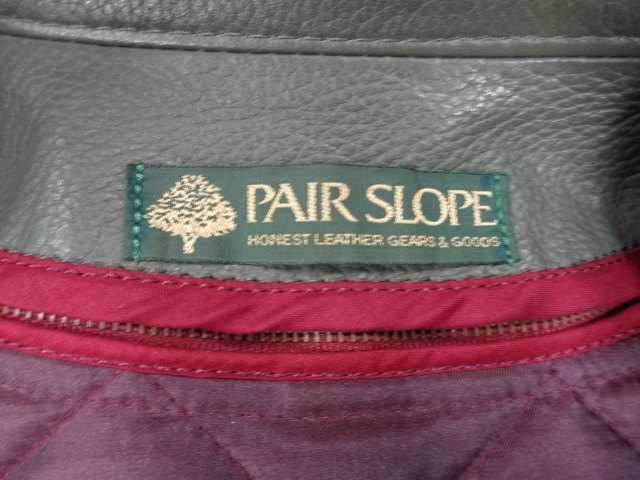 PAIR SLOPE
HONEST LEATHER GEARS & GOODS